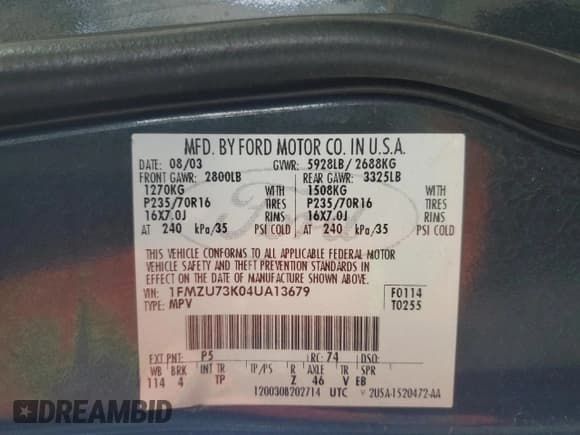 MFD. BY FORD MOTOR CO. IN U.S.A.
DATE: 08/03 GVWR: 5928LB/ 2688KG
FRONT GAWR: 2800LB REAR GAWR: 3325LB
1270KG WITH 1508KG WITH
P235/70R16 TIRES P235/70R16 TIRES
16X7.0J RIMS 16X7.0J RIMS
AT 240 kPa/35 PSI COLD AT 240 kPa/35 PSI COLD
THIS VEHICLE CONFORMS TO ALL APPLICABLE FEDERAL MOTOR
VEHICLE SAFETY AND THEFT PREVENTION STANDARDS IN
EFFECT ON THE DATE OF MANUFACTURE SHOWN ABOVE.
VIN: 1FMZU73K04UA13679 F0114
TYPE: MPV T0255
EXT PNT: P5 RC: 74 DSO:
WB BRK INT TR TP/PS R AXLE TR SPR
114 4 TP Z 46 V EB
1200308202714 UTC V 2U5A-1520472-AA
Ford
DREAMBID